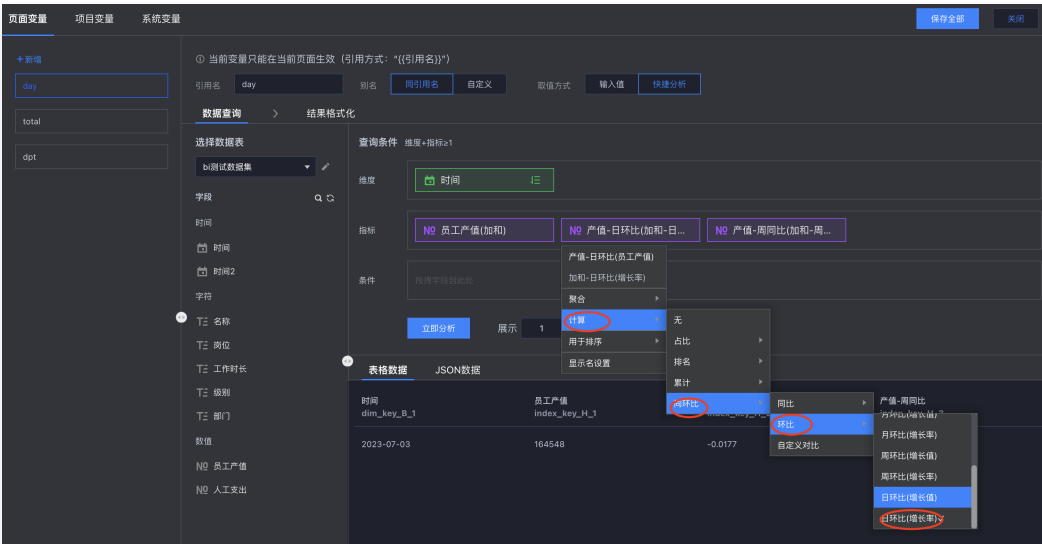 页面变量 项目变量 系统变量 保存全部 关闭
+新增
day
total
dpt
当前变量只能在当前页面生效（引用方式："{{引用名}}"）
引用名 day 别名 同引用名 自定义 取值方式 输入值 快捷分析
数据查询 > 结果格式化
选择数据表
bi测试数据集
字段
时间
时间
时间2
字符
名称
岗位
工作时长
级别
部门
数值
Nº 员工产值
Nº 人工支出
查询条件 维度+指标≥1
维度 时间
指标 Nº 员工产值(加和) Nº 产值-日环比(加和-日... Nº 产值-周同比(加和-周...
条件 拖拽字段到此处
立即分析 展示 1
产值-日环比(员工产值)
加和-日环比(增长率)
聚合
计算
用于排序
显示名设置
无
占比
排名
累计
同环比
同比
环比
自定义对比
月环比(增长值)
月环比(增长率)
周环比(增长值)
周环比(增长率)
日环比(增长值)
日环比(增长率)
表格数据 JSON数据
时间 员工产值 产值-周同比
dim_key_B_1 index_key_H_1
2023-07-03 164548 -0.0177